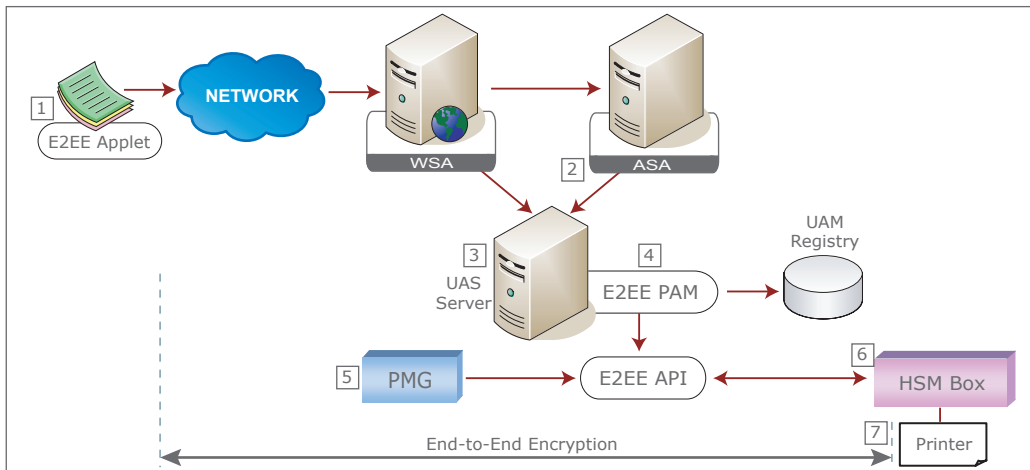 1
E2EE Applet
NETWORK
WSA
ASA
2
3
UAS
Server
4
E2EE PAM
UAM
Registry
5
PMG
E2EE API
6
HSM Box
7
Printer
End-to-End Encryption